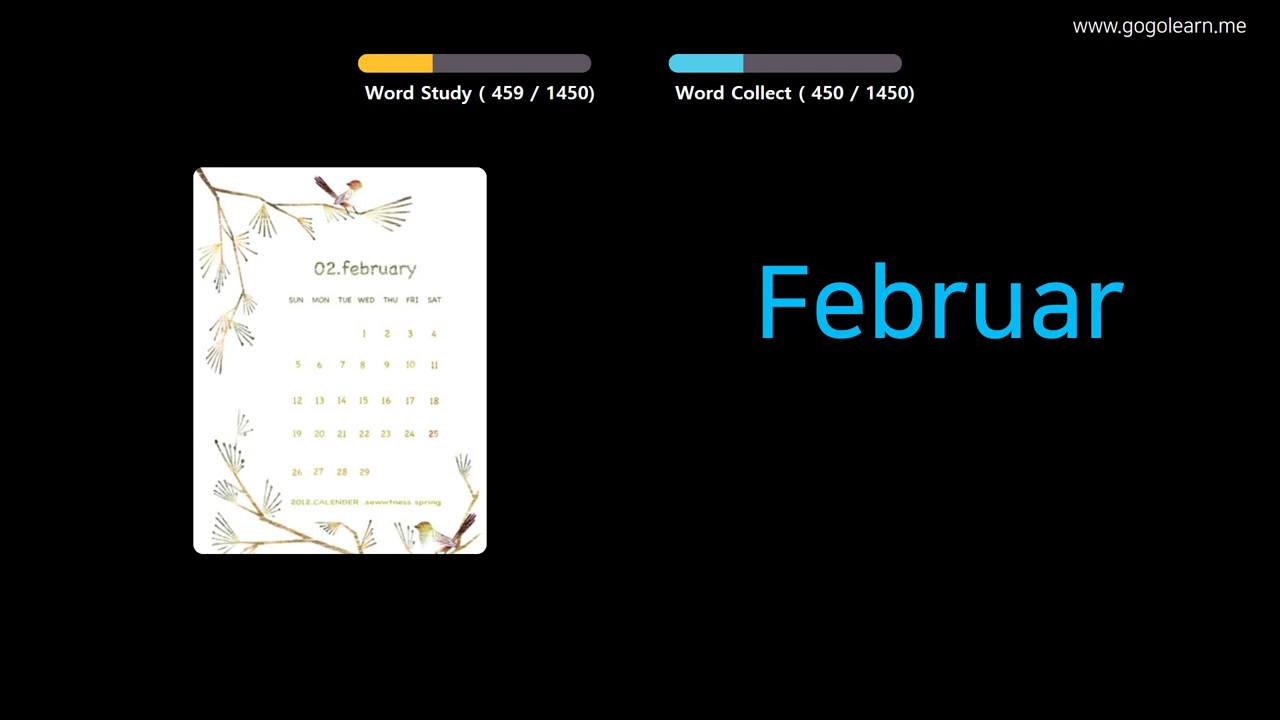 www.gogolearn.me
Word Study ( 459 / 1450)
Word Collect ( 450 / 1450)
02.february
SUN MON TUE WED THU FRI SAT
1 2 3 4
5 6 7 8 9 10 11
12 13 14 15 16 17 18
19 20 21 22 23 24 25
26 27 28 29
2012.CALENDER .sewwtness spring
Februar